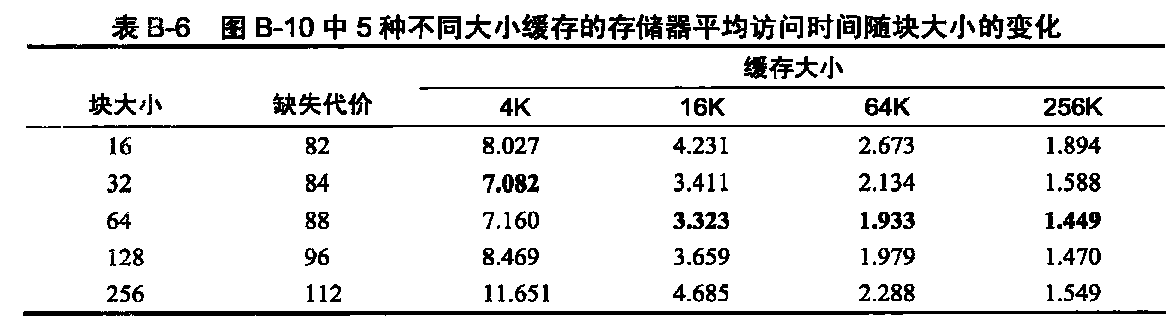 表 B-6 图 B-10 中 5 种不同大小缓存的存储器平均访问时间随块大小的变化
缓存大小
块大小 缺失代价 4K 16K 64K 256K
16 82 8.027 4.231 2.673 1.894
32 84 7.082 3.411 2.134 1.588
64 88 7.160 3.323 1.933 1.449
128 96 8.469 3.659 1.979 1.470
256 112 11.651 4.685 2.288 1.549